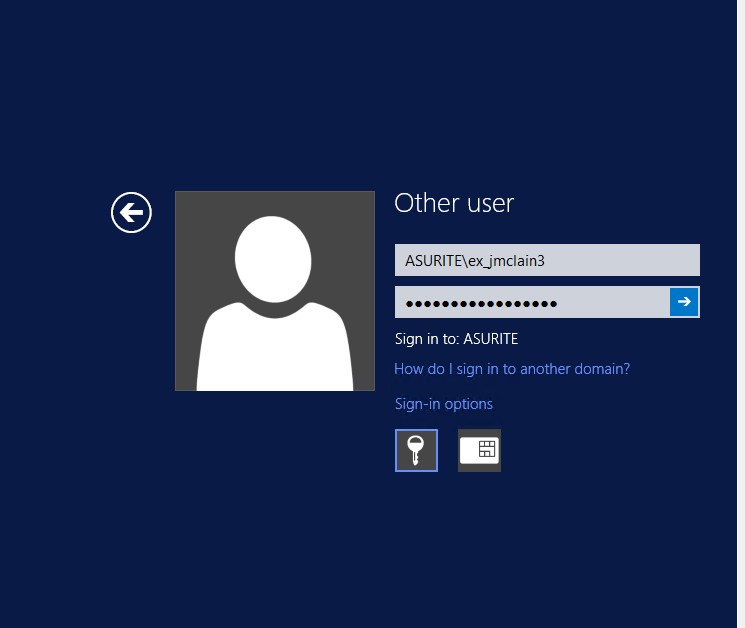 Other user
ASURITE\ex_jmclain3
•••••••••••••••••
Sign in to: ASURITE
How do I sign in to another domain?
Sign-in options